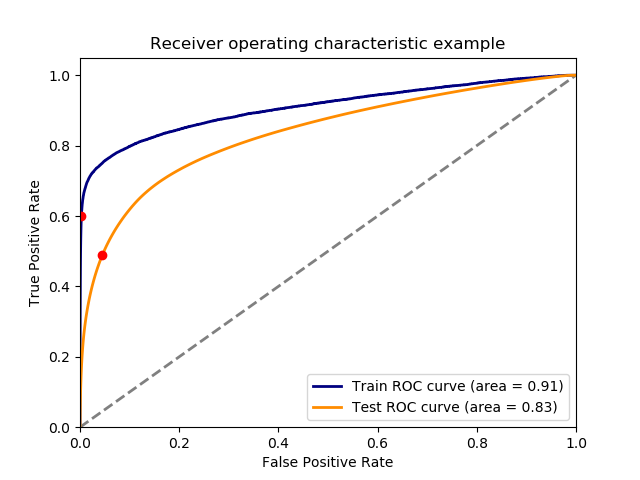 Receiver operating characteristic example
1.0
0.8
0.6
0.4
0.2
0.0
True Positive Rate
Train ROC curve (area = 0.91)
Test ROC curve (area = 0.83)
0.0 0.2 0.4 0.6 0.8 1.0
False Positive Rate